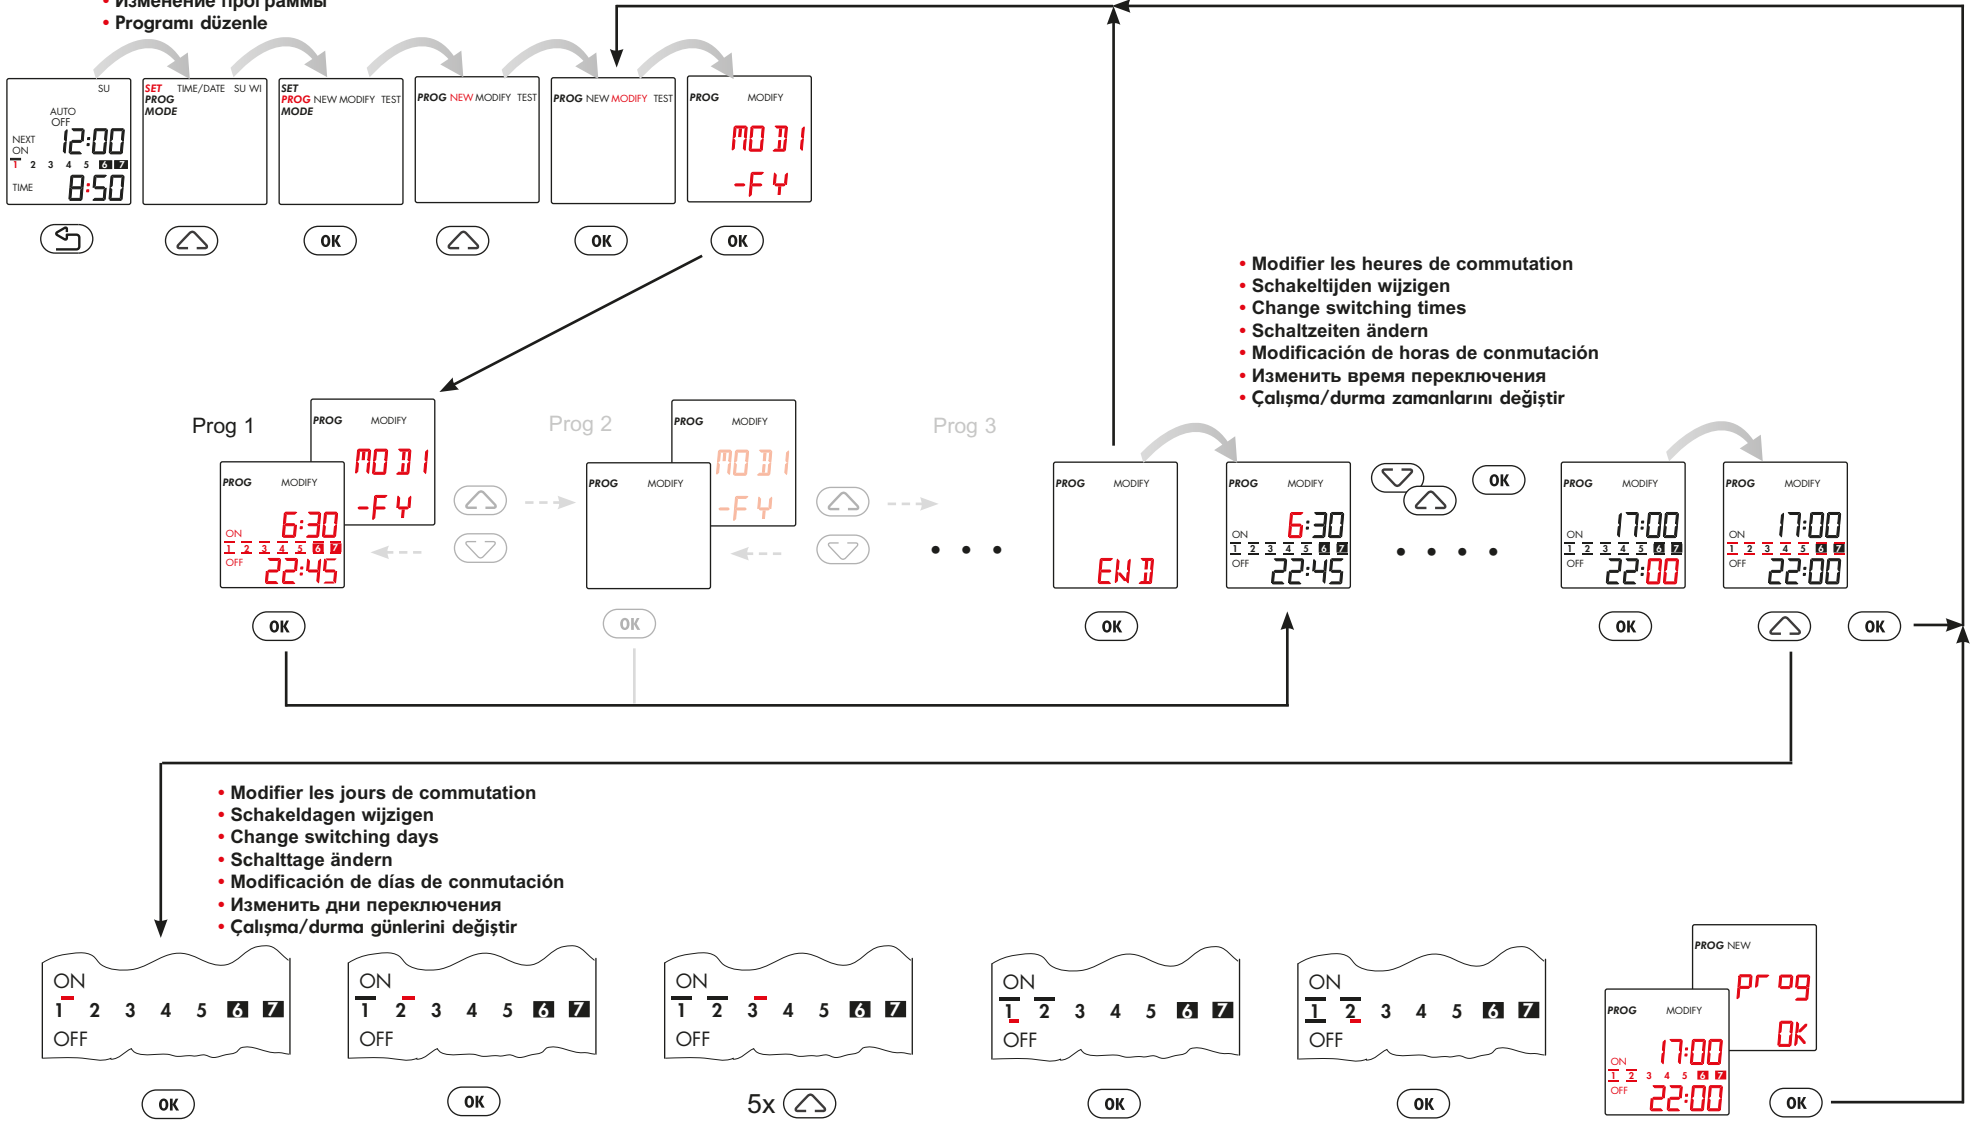 • Изменение программы
• Programı düzenle
SU
AUTO
OFF
NEXT
ON
12:00
1 2 3 4 5 6 7
TIME
8:50
SET TIME/DATE SU WI
PROG
MODE
SET
PROG NEW MODIFY TEST
MODE
PROG NEW MODIFY TEST
PROG NEW MODIFY TEST
PROG MODIFY
MODI
-FY
OK
OK
OK
• Modifier les heures de commutation
• Schakeltijden wijzigen
• Change switching times
• Schaltzeiten ändern
• Modificación de horas de conmutación
• Изменить время переключения
• Çalışma/durma zamanlarını değiştir
Prog 1
PROG MODIFY
MODI
-FY
PROG MODIFY
ON
6:30
1 2 3 4 5 6 7
OFF
22:45
OK
Prog 2
PROG MODIFY
MODI
-FY
PROG MODIFY
OK
Prog 3
PROG MODIFY
END
OK
PROG MODIFY
ON
6:30
1 2 3 4 5 6 7
OFF
22:45
OK
PROG MODIFY
ON
17:00
1 2 3 4 5 6 7
OFF
22:00
OK
PROG MODIFY
ON
17:00
1 2 3 4 5 6 7
OFF
22:00
OK
• Modifier les jours de commutation
• Schakeldagen wijzigen
• Change switching days
• Schalttage ändern
• Modificación de días de conmutación
• Изменить дни переключения
• Çalışma/durma günlerini değiştir
ON
1 2 3 4 5 6 7
OFF
OK
ON
1 2 3 4 5 6 7
OFF
OK
ON
1 2 3 4 5 6 7
OFF
5x
ON
1 2 3 4 5 6 7
OFF
OK
ON
1 2 3 4 5 6 7
OFF
OK
PROG NEW
prog
OK
PROG MODIFY
ON
17:00
1 2 3 4 5 6 7
OFF
22:00
OK